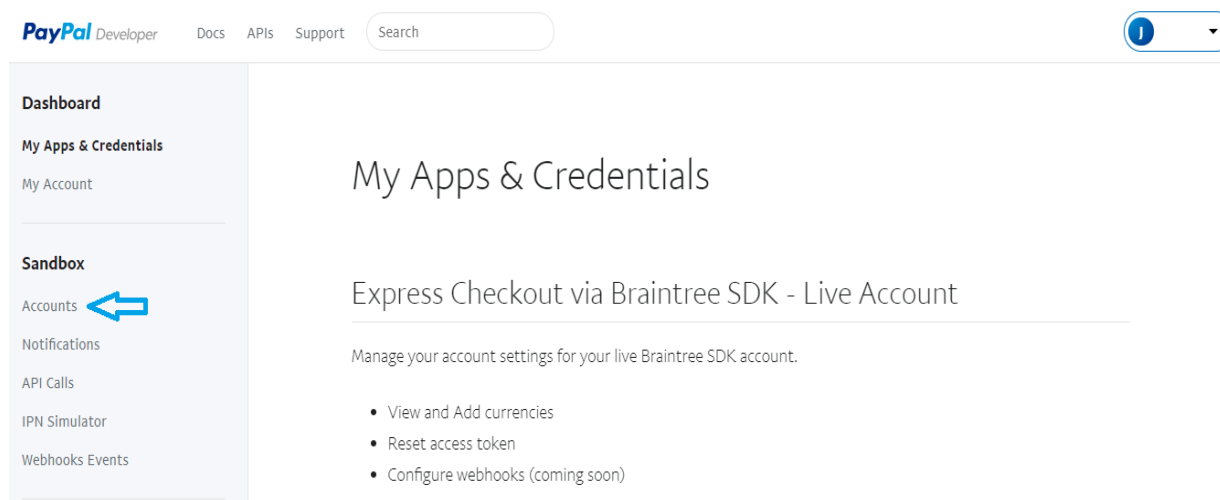 PayPal Developer Docs APIs Support Search J
Dashboard
My Apps & Credentials
My Account
Sandbox
Accounts
Notifications
API Calls
IPN Simulator
Webhooks Events
My Apps & Credentials
Express Checkout via Braintree SDK - Live Account
Manage your account settings for your live Braintree SDK account.
• View and Add currencies
• Reset access token
• Configure webhooks (coming soon)